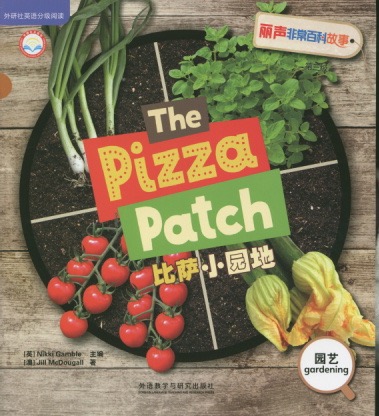 外研社英语分级阅读
丽声非常百科故事
The
Pizza
Patch
比萨小园地
(英) Nikki Gamble 主编
(澳) Jill McDougall 著
园艺
gardening
外语教学与研究出版社